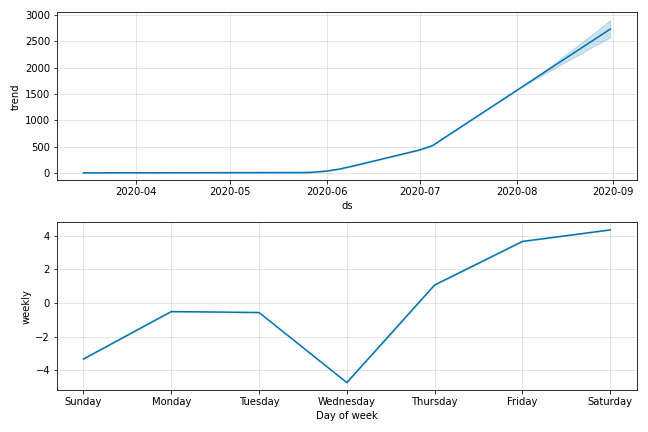 3000
2500
2000
1500
1000
500
0
trend
2020-04 2020-05 2020-06 2020-07 2020-08 2020-09
ds
4
2
0
−2
−4
weekly
Sunday Monday Tuesday Wednesday Thursday Friday Saturday
Day of week